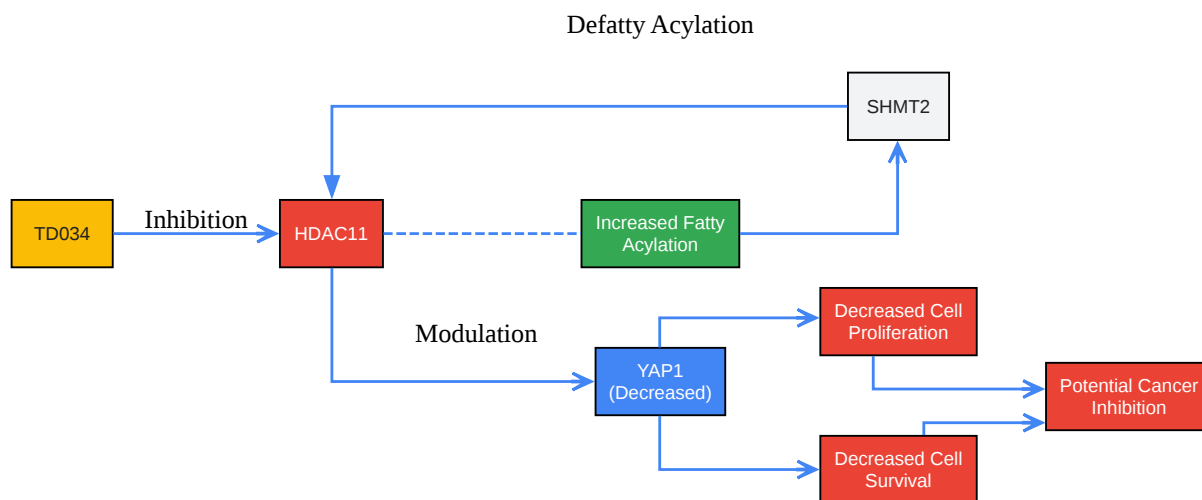 Defatty Acylation
SHMT2
TD034
Inhibition
HDAC11
Increased Fatty
Acylation
Modulation
YAP1
(Decreased)
Decreased Cell
Proliferation
Potential Cancer
Inhibition
Decreased Cell
Survival